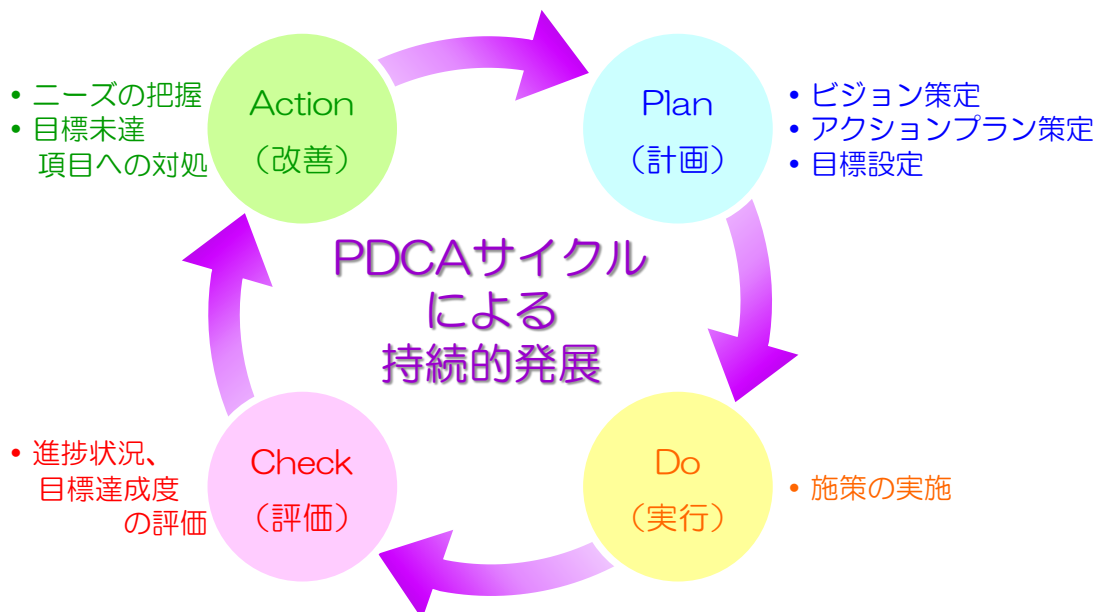 Action
（改善）
• ニーズの把握
• 目標未達
項目への対処
Plan
（計画）
• ビジョン策定
• アクションプラン策定
• 目標設定
PDCAサイクル
による
持続的発展
Check
（評価）
• 進捗状況、
目標達成度
の評価
Do
（実行）
• 施策の実施